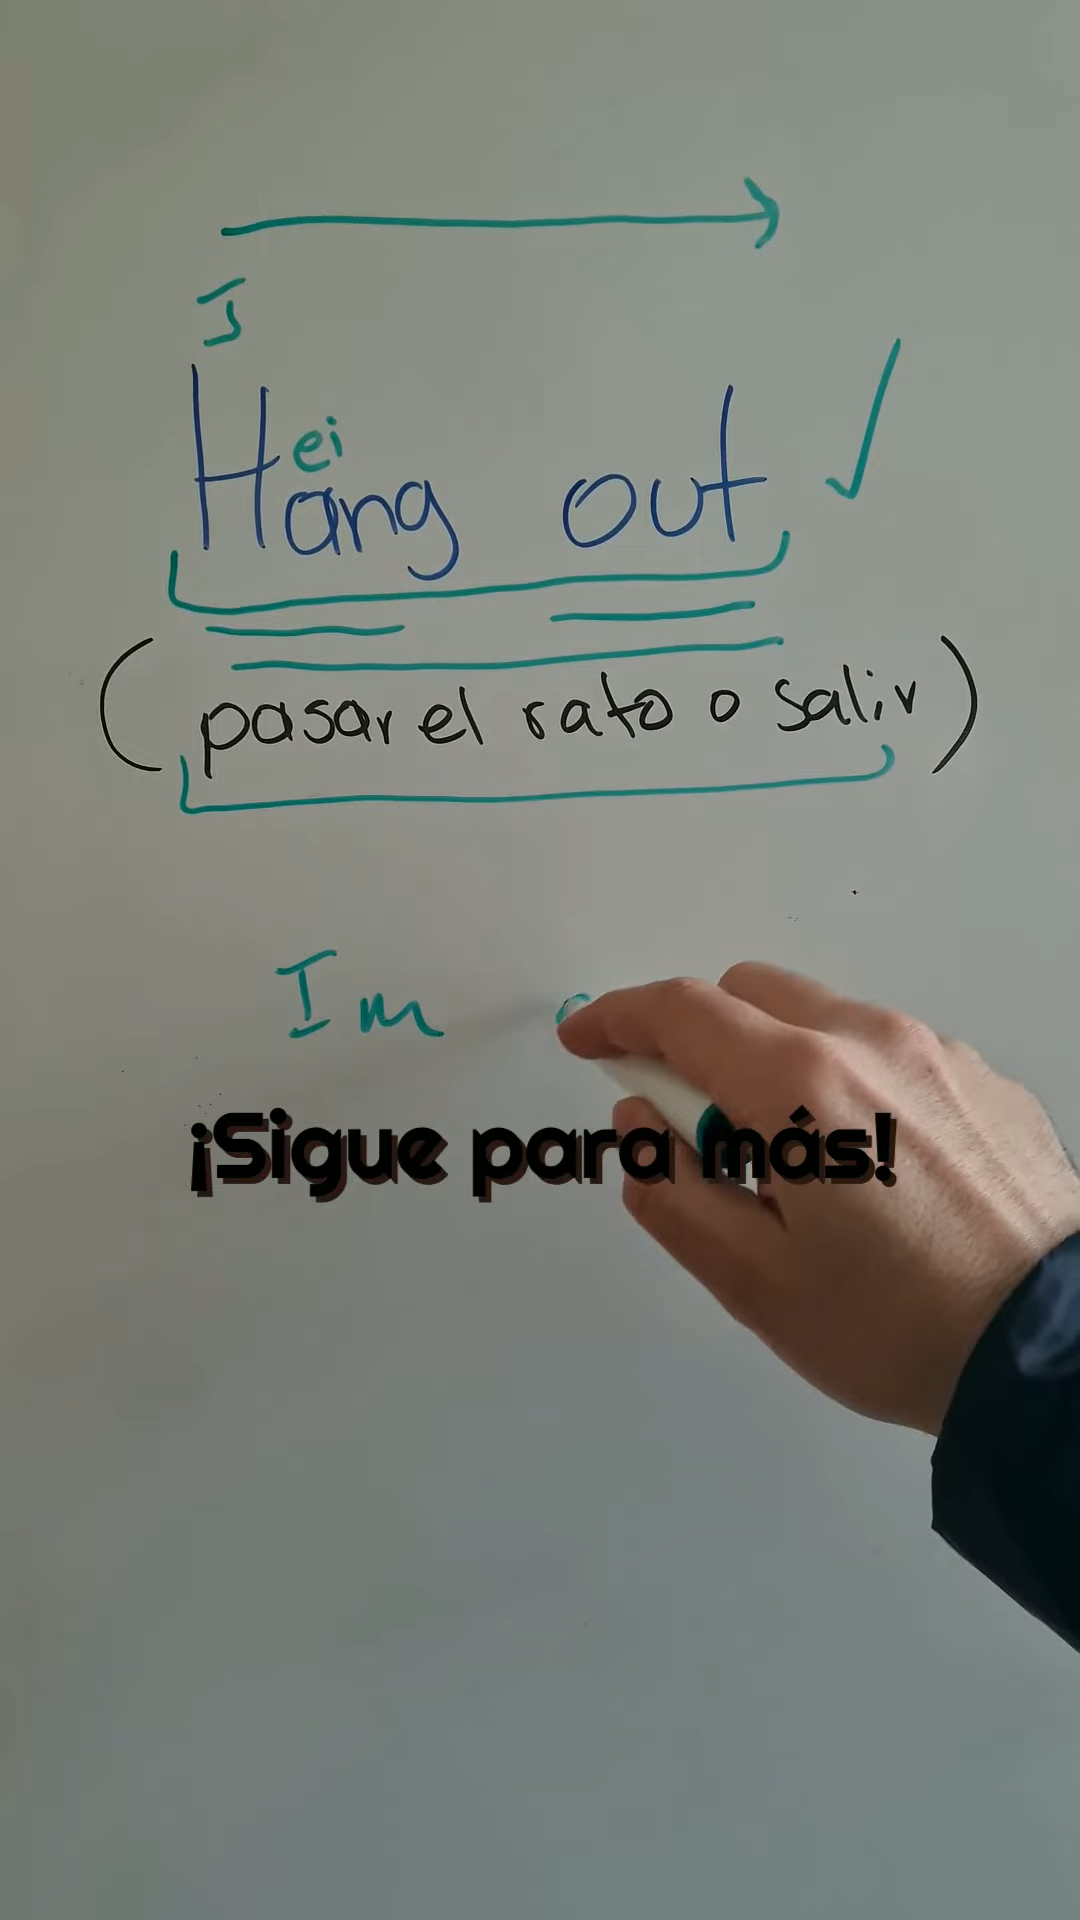 J
ei
Hang out
(pasar el rato o salir)
Im
¡Sigue para más!